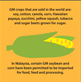 GM crops that are sold in the world are
soy, cotton, canola, corn, Hawaiian
papaya, zucchini, yellow squash, tobacco,
and sugar beets grown for sugar.
In Malaysia, certain GM soybean and
corn have been permitted to be imported
for food, feed and processing.